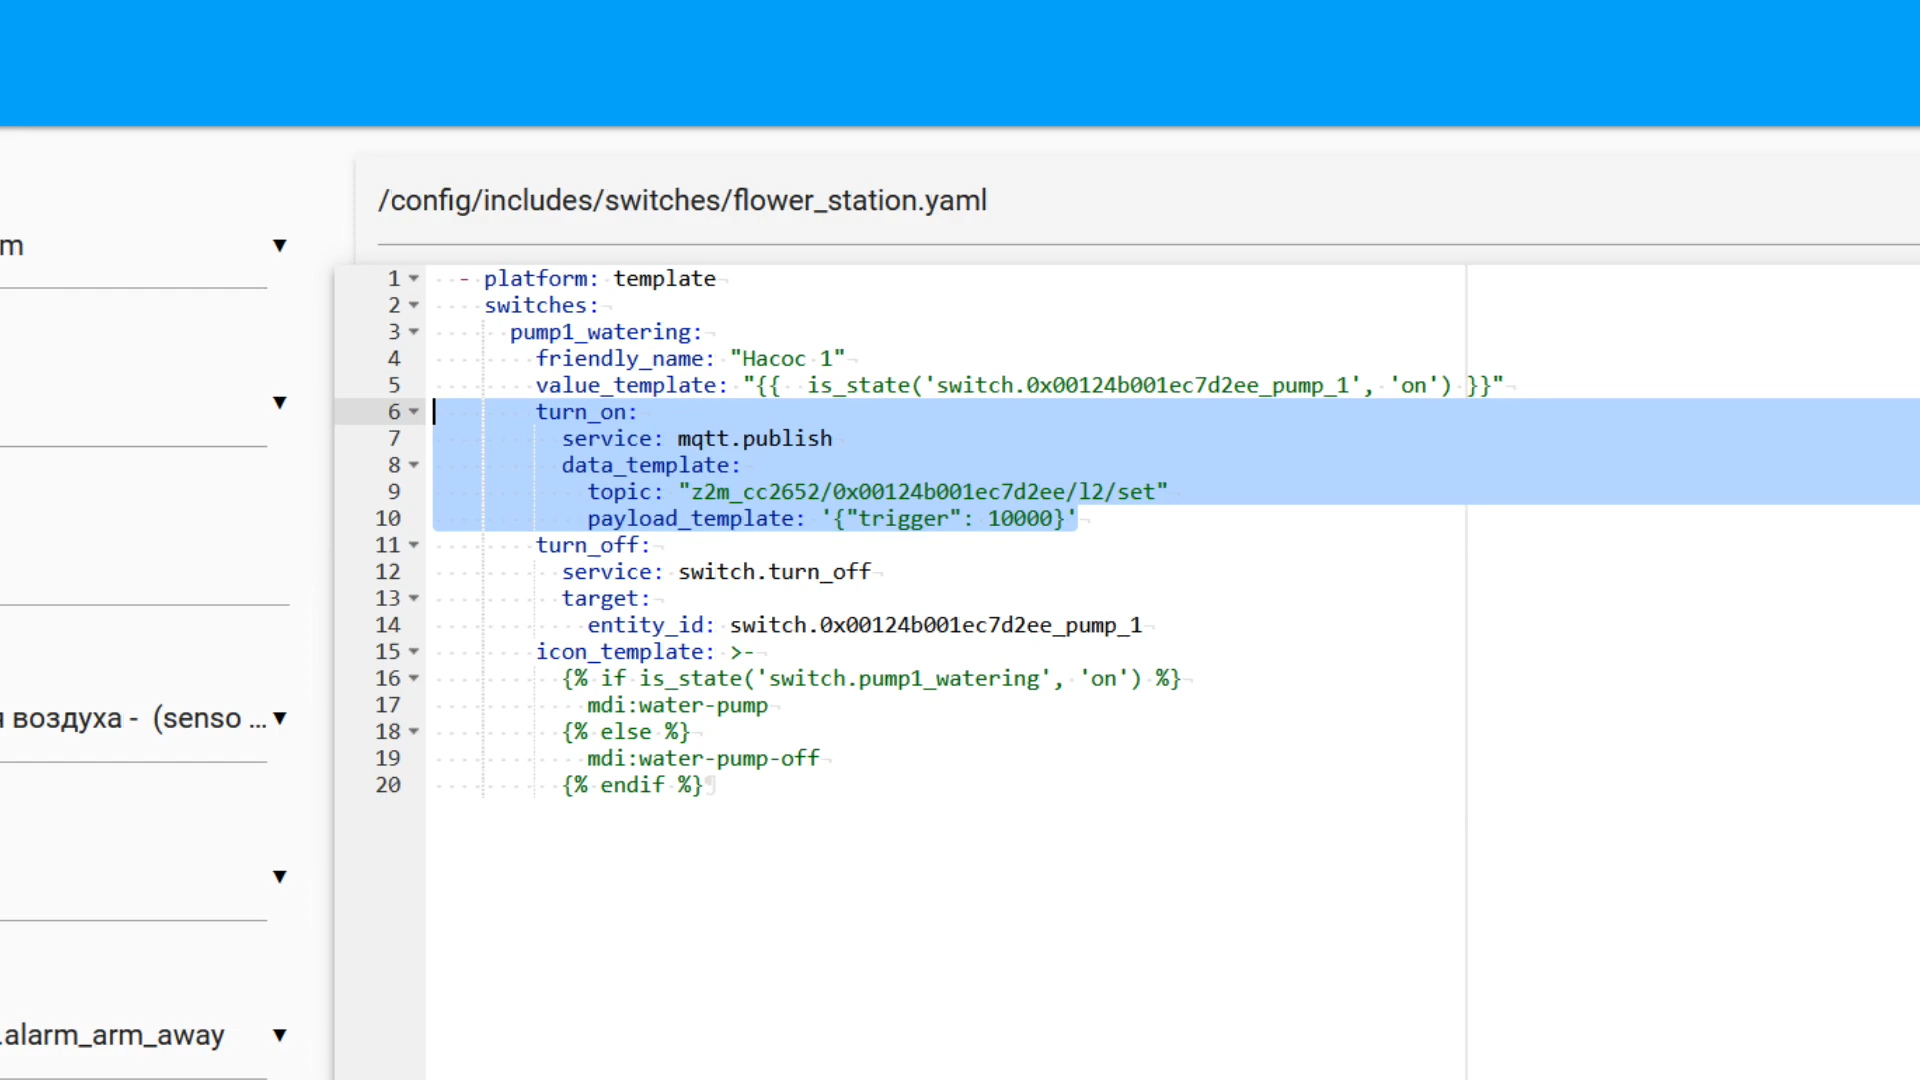 /config/includes/switches/flower_station.yaml
m
я воздуха - (senso ...
.alarm_arm_away
1 - platform: template
2 switches:
3 pump1_watering:
4 friendly_name: "Насос 1"
5 value_template: "{{ is_state('switch.0x00124b001ec7d2ee_pump_1', 'on') }}"
6 turn_on:
7 service: mqtt.publish
8 data_template:
9 topic: "z2m_cc2652/0x00124b001ec7d2ee/l2/set"
10 payload_template: '{"trigger": 10000}'
11 turn_off:
12 service: switch.turn_off
13 target:
14 entity_id: switch.0x00124b001ec7d2ee_pump_1
15 icon_template: >-
16 {% if is_state('switch.pump1_watering', 'on') %}
17 mdi:water-pump
18 {% else %}
19 mdi:water-pump-off
20 {% endif %}